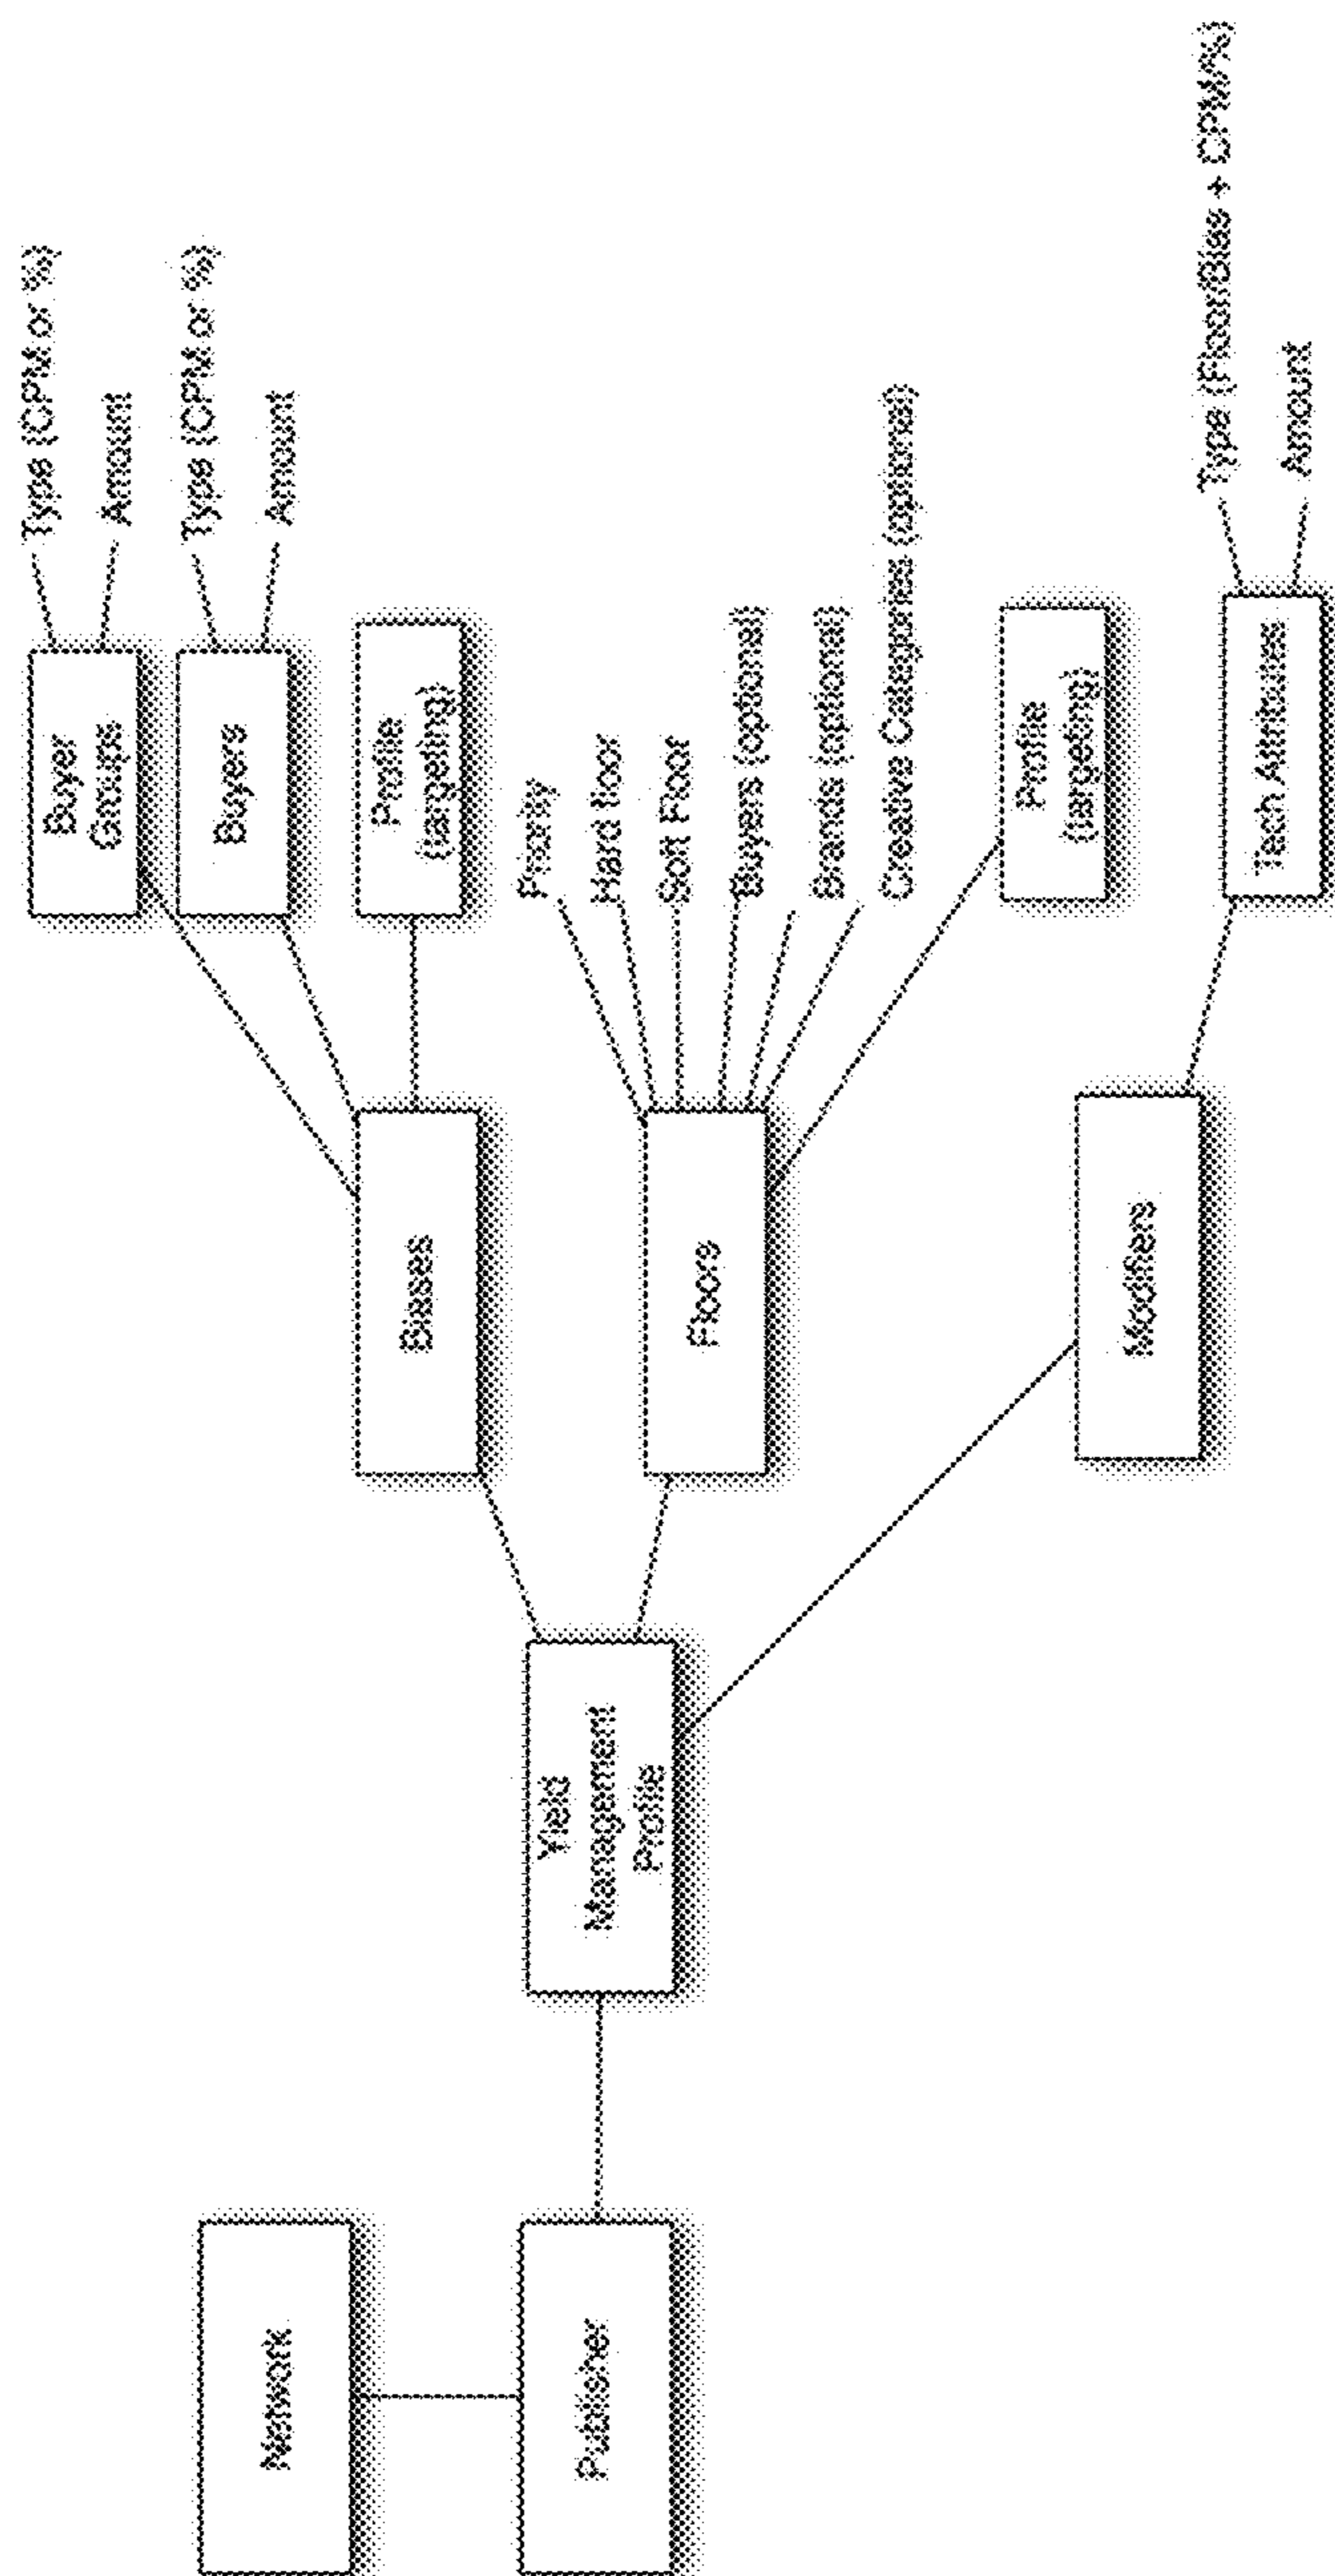 Network
Publisher
Yield
Management
Profile
Biases
Floors
Modifiers
Buyer
Groups
Type (CPM or %)
Amount
Buyers
Type (CPM or %)
Amount
Profile
(targeting)
Priority
Hard floor
Soft Floor
Buyers (optional)
Brands (optional)
Creative Categories (optional)
Profile
(targeting)
Tech Attributes
Type (Floor/Bias + CPM/%)
Amount